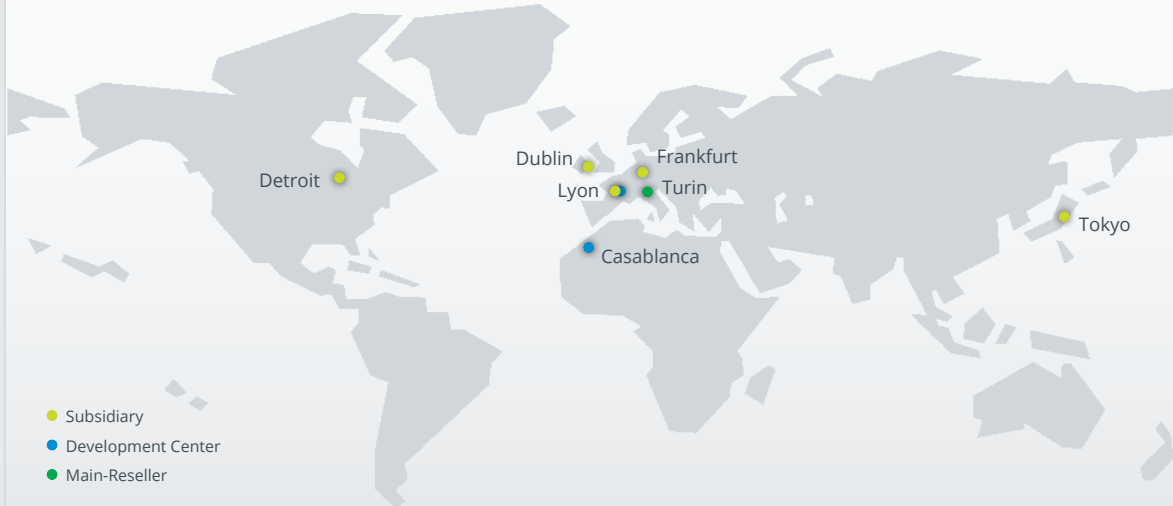 Dublin
Frankfurt
Detroit
Lyon
Turin
Tokyo
Casablanca
Subsidiary
Development Center
Main-Reseller